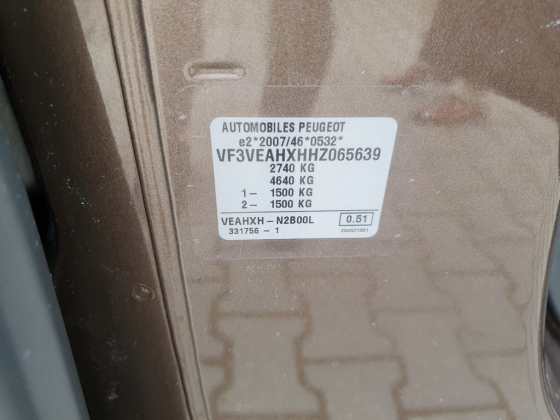 AUTOMOBILES PEUGEOT
e2*2007/46*0532*
VF3VEAHXHHZ065639
2740 KG
4640 KG
1– 1500 KG
2– 1500 KG
VEAHXH–N2B00L 0.51
331756 – 1